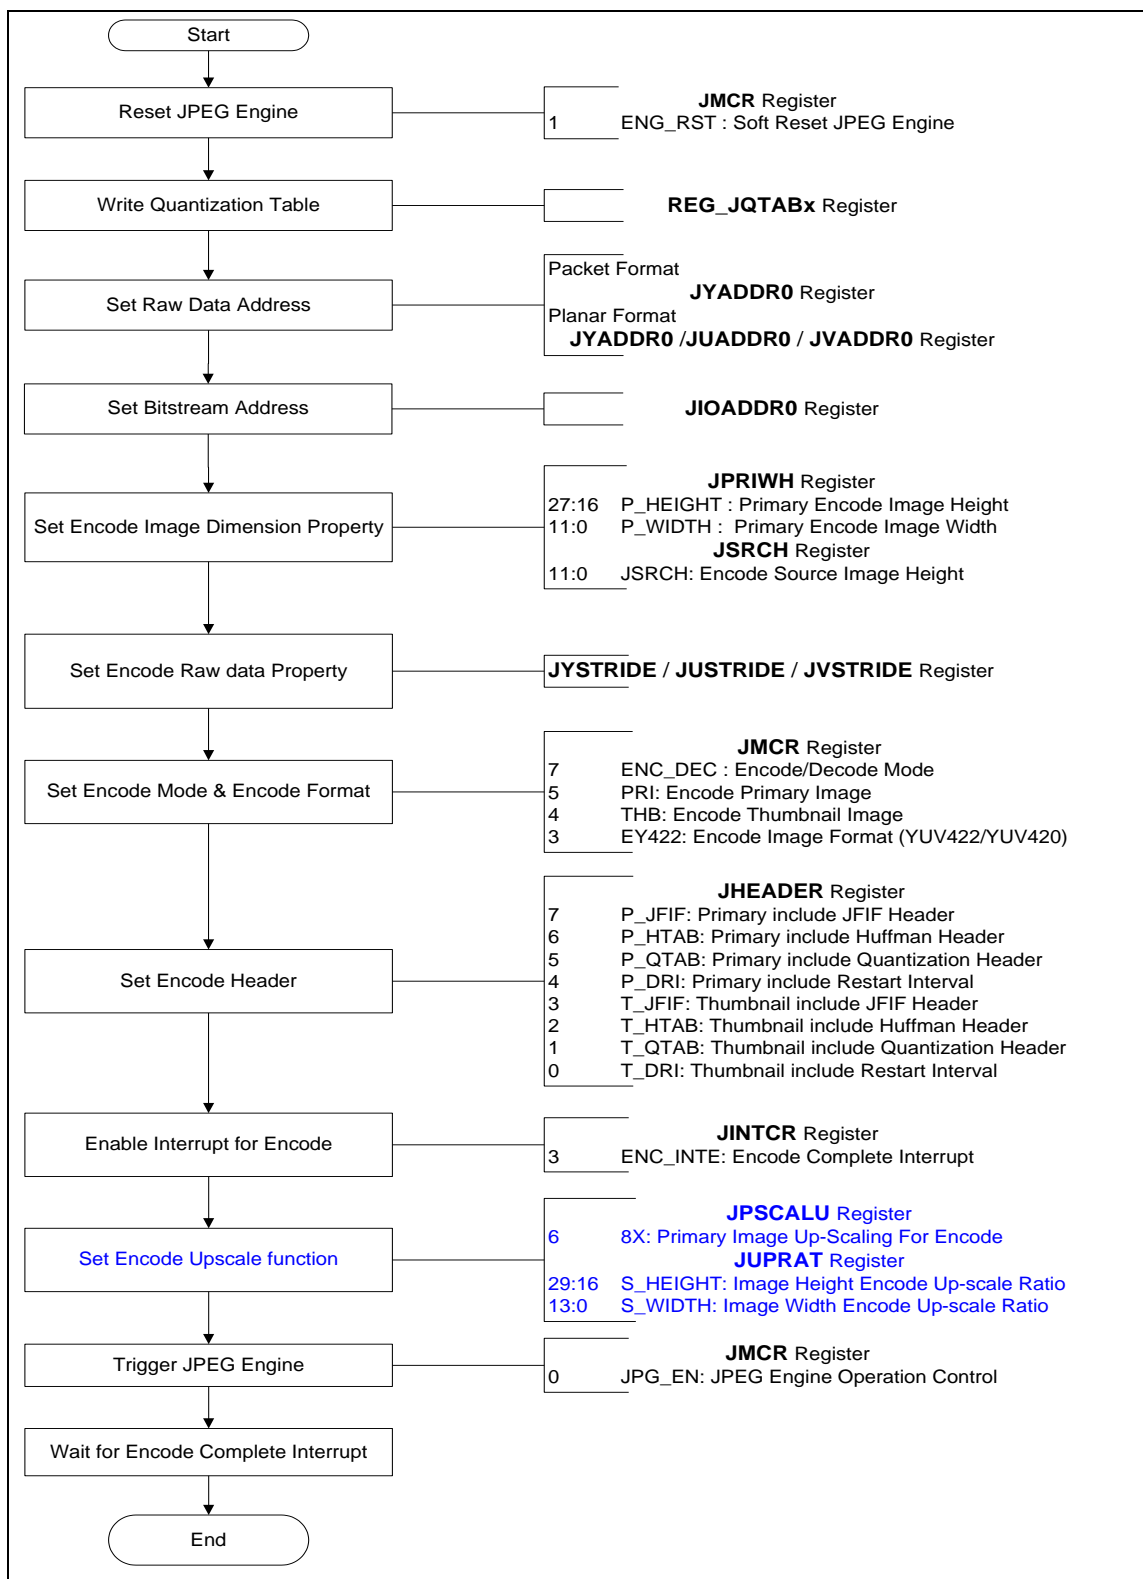 Start
Reset JPEG Engine
JMCR Register
1 ENG_RST : Soft Reset JPEG Engine
Write Quantization Table
REG_JQTABx Register
Set Raw Data Address
Packet Format
JYADDR0 Register
Planar Format
JYADDR0 /JUADDR0 / JVADDR0 Register
Set Bitstream Address
JIOADDR0 Register
Set Encode Image Dimension Property
JPRIWH Register
27:16 P_HEIGHT : Primary Encode Image Height
11:0 P_WIDTH : Primary Encode Image Width
JSRCH Register
11:0 JSRCH: Encode Source Image Height
Set Encode Raw data Property
JYSTRIDE / JUSTRIDE / JVSTRIDE Register
Set Encode Mode & Encode Format
JMCR Register
7 ENC_DEC : Encode/Decode Mode
5 PRI: Encode Primary Image
4 THB: Encode Thumbnail Image
3 EY422: Encode Image Format (YUV422/YUV420)
Set Encode Header
JHEADER Register
7 P_JFIF: Primary include JFIF Header
6 P_HTAB: Primary include Huffman Header
5 P_QTAB: Primary include Quantization Header
4 P_DRI: Primary include Restart Interval
3 T_JFIF: Thumbnail include JFIF Header
2 T_HTAB: Thumbnail include Huffman Header
1 T_QTAB: Thumbnail include Quantization Header
0 T_DRI: Thumbnail include Restart Interval
Enable Interrupt for Encode
JINTCR Register
3 ENC_INTE: Encode Complete Interrupt
Set Encode Upscale function
JPSCALU Register
6 8X: Primary Image Up-Scaling For Encode
JUPRAT Register
29:16 S_HEIGHT: Image Height Encode Up-scale Ratio
13:0 S_WIDTH: Image Width Encode Up-scale Ratio
Trigger JPEG Engine
JMCR Register
0 JPG_EN: JPEG Engine Operation Control
Wait for Encode Complete Interrupt
End